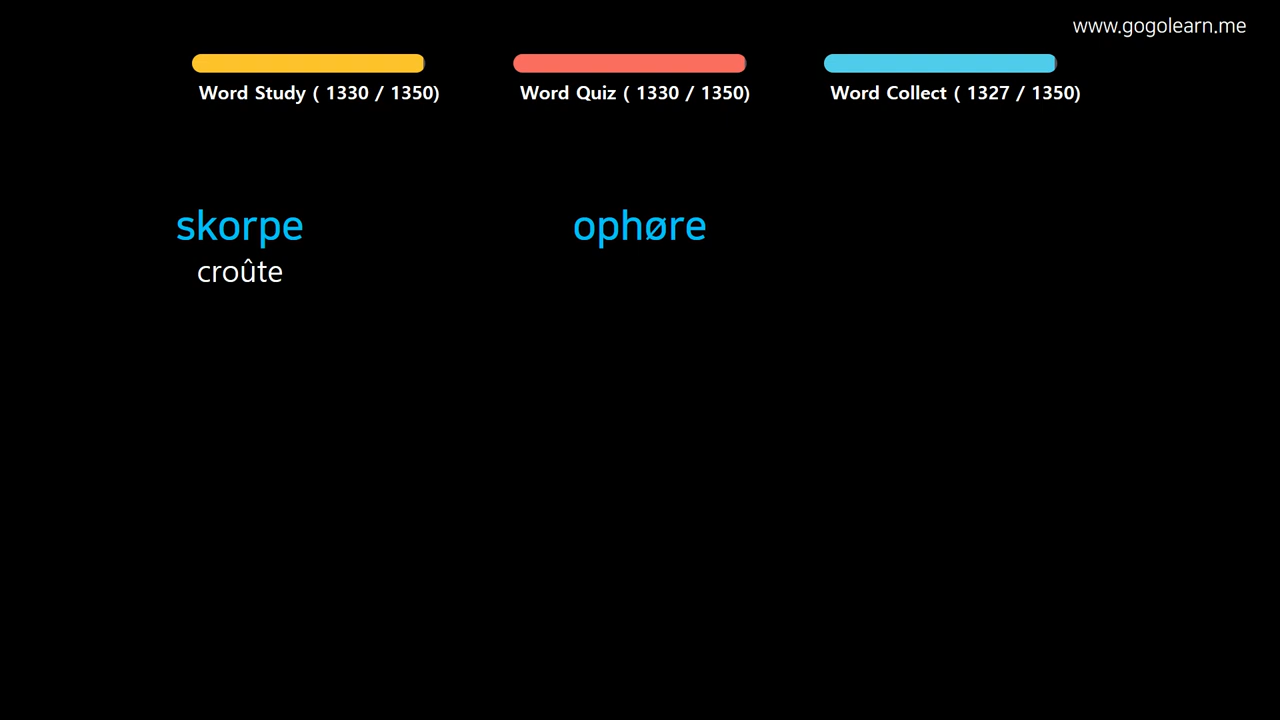 www.gogolearn.me
Word Study ( 1330 / 1350)
Word Quiz ( 1330 / 1350)
Word Collect ( 1327 / 1350)
skorpe
ophøre
croûte